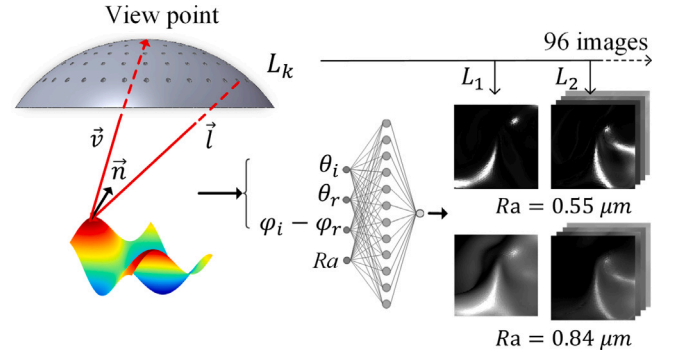 View point
L_k
96 images
L_1
L_2
v⃗
l⃗
n⃗
θ_i
θ_r
φ_i − φ_r
Ra
Ra = 0.55 μm
Ra = 0.84 μm